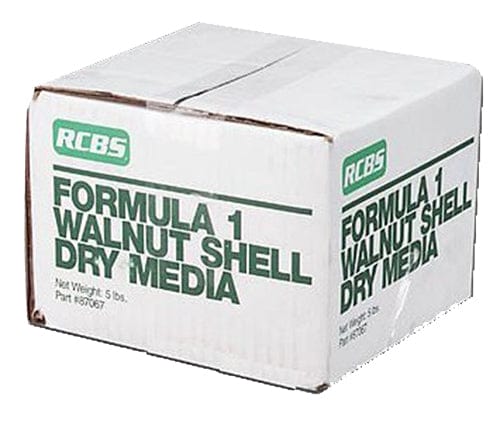 RCBS
FORMULA 1
WALNUT SHELL
DRY MEDIA
Net Weight: 5 lbs.
Part #87067
RCBS
FORMULA 1
WALNUT SHELL
DRY MEDIA
Net Weight: 5 lbs.
Part #87067